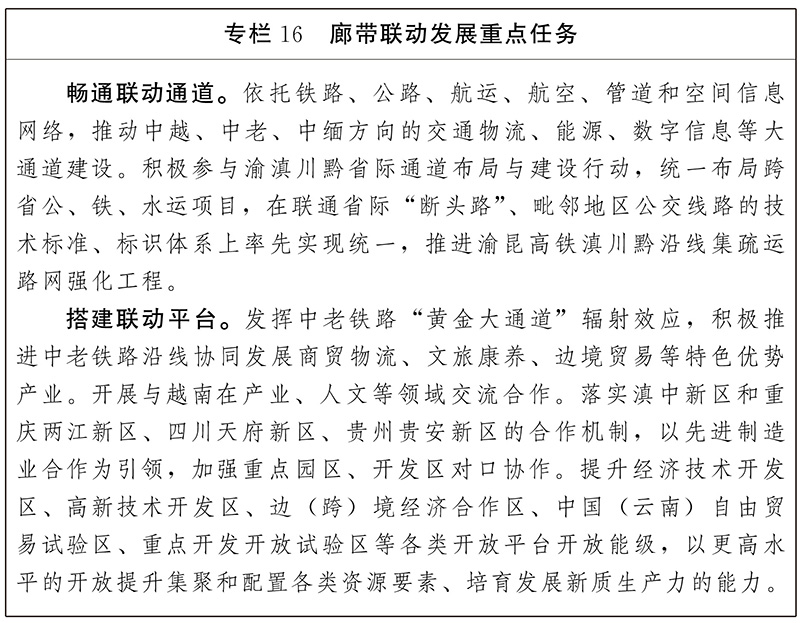 专栏 16　廊带联动发展重点任务
畅通联动通道。依托铁路、公路、航运、航空、管道和空间信息
网络，推动中越、中老、中缅方向的交通物流、能源、数字信息等大
通道建设。积极参与渝滇川黔省际通道布局与建设行动，统一布局跨
省公、铁、水运项目，在联通省际“断头路”、毗邻地区公交线路的技
术标准、标识体系上率先实现统一，推进渝昆高铁滇川黔沿线集疏运
路网强化工程。
搭建联动平台。发挥中老铁路“黄金大通道”辐射效应，积极推
进中老铁路沿线协同发展商贸物流、文旅康养、边境贸易等特色优势
产业。开展与越南在产业、人文等领域交流合作。落实滇中新区和重
庆两江新区、四川天府新区、贵州贵安新区的合作机制，以先进制造
业合作为引领，加强重点园区、开发区对口协作。提升经济技术开发
区、高新技术开发区、边（跨）境经济合作区、中国（云南）自由贸
易试验区、重点开发开放试验区等各类开放平台开放能级，以更高水
平的开放提升集聚和配置各类资源要素、培育发展新质生产力的能力。